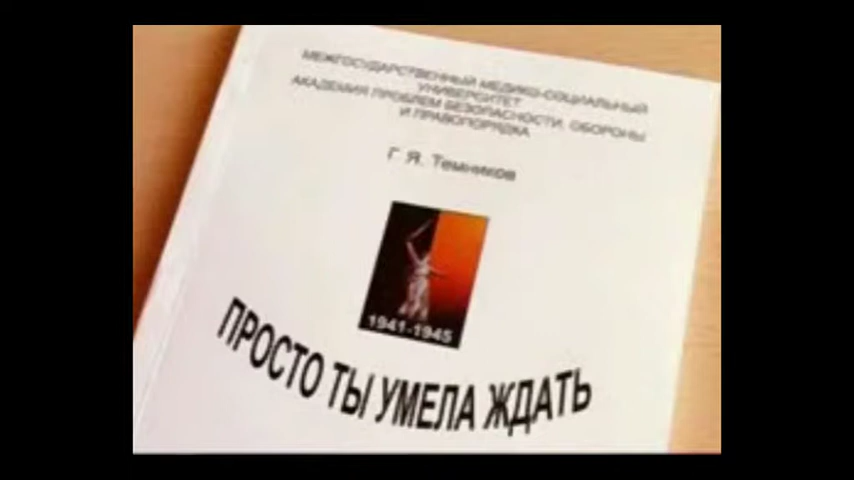 МЕЖГОСУДАРСТВЕННЫЙ МЕДИКО-СОЦИАЛЬНЫЙ
УНИВЕРСИТЕТ
АКАДЕМИЯ ПРОБЛЕМ БЕЗОПАСНОСТИ, ОБОРОНЫ
И ПРАВОПОРЯДКА
Г. Я. Темников
1941-1945
ПРОСТО ТЫ УМЕЛА ЖДАТЬ